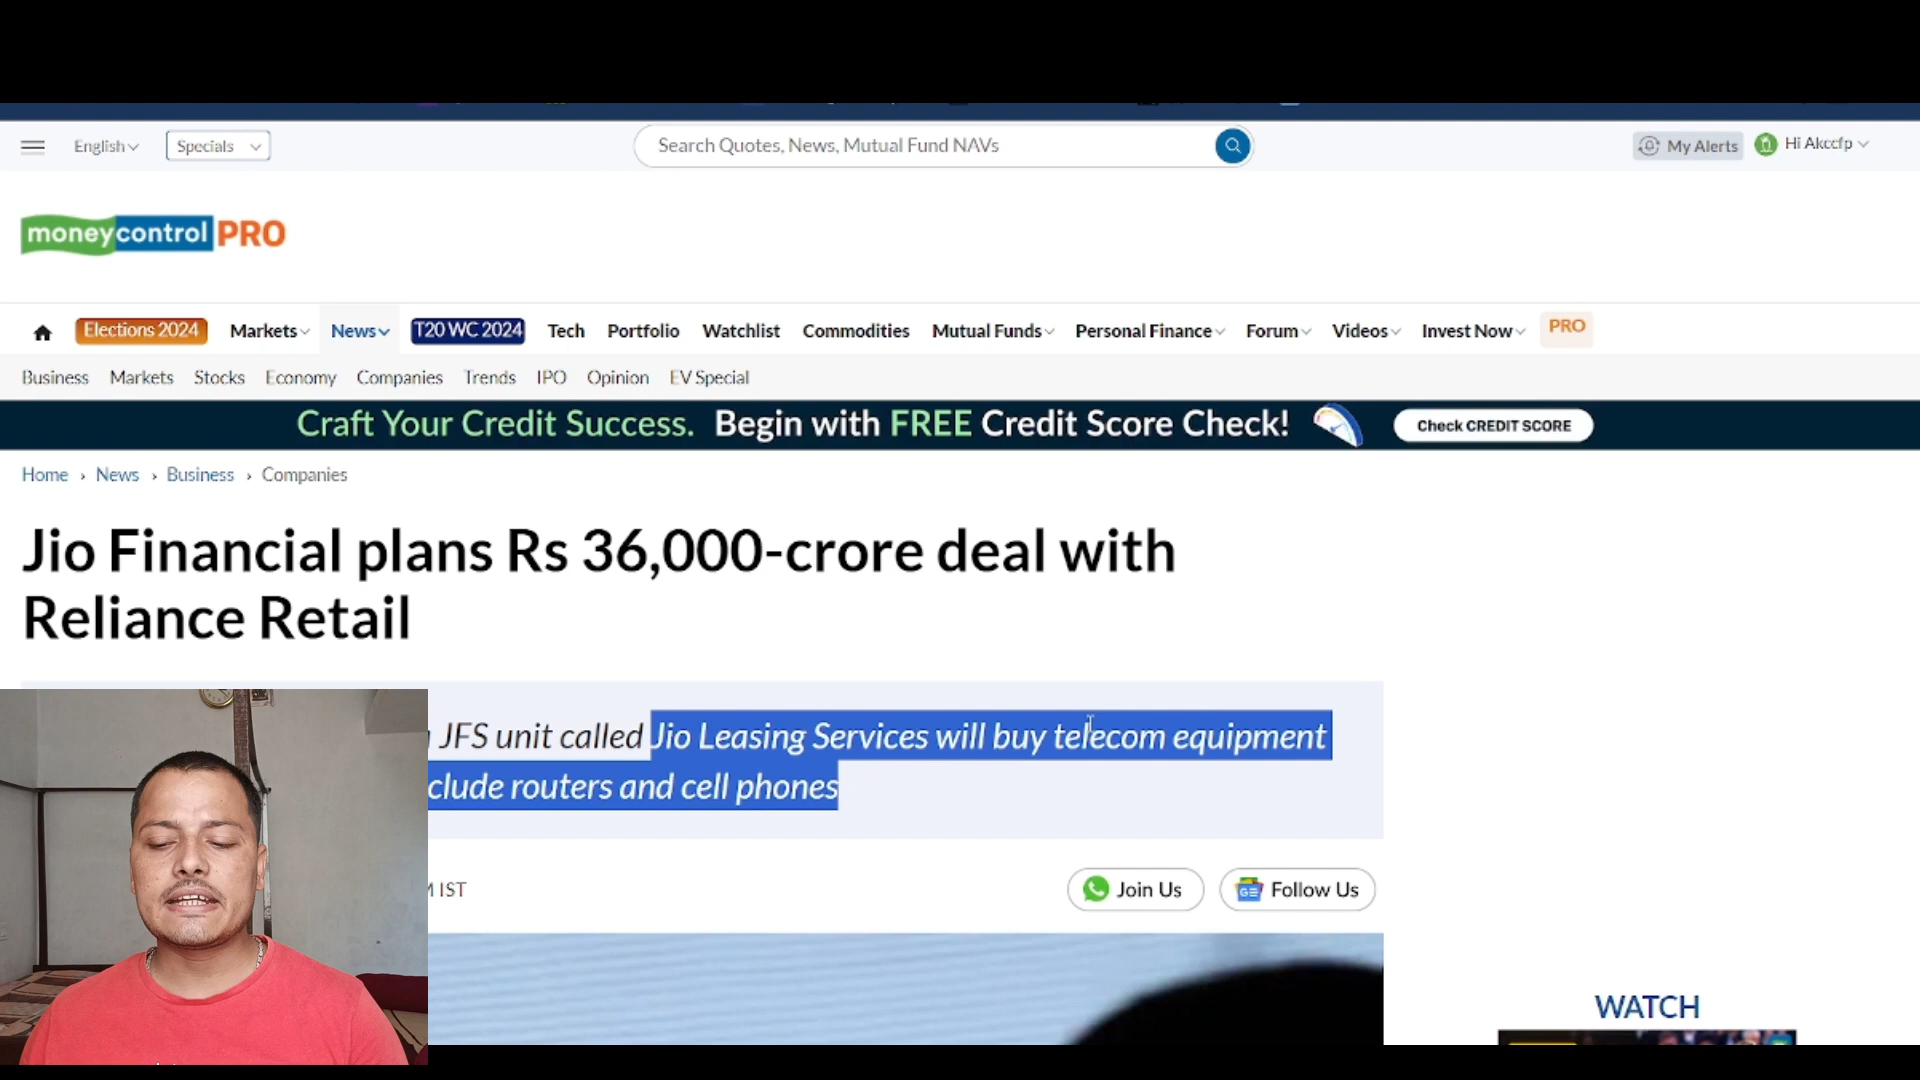 English
Specials
Search Quotes, News, Mutual Fund NAVs
My Alerts
Hi Akccfp
moneycontrol PRO
Elections 2024
Markets
News
T20 WC 2024
Tech
Portfolio
Watchlist
Commodities
Mutual Funds
Personal Finance
Forum
Videos
Invest Now
PRO
Business
Markets
Stocks
Economy
Companies
Trends
IPO
Opinion
EV Special
Craft Your Credit Success. Begin with FREE Credit Score Check!
Check CREDIT SCORE
Home › News › Business › Companies
Jio Financial plans Rs 36,000-crore deal with
Reliance Retail
JFS unit called Jio Leasing Services will buy telecom equipment
clude routers and cell phones
IST
Join Us
Follow Us
WATCH